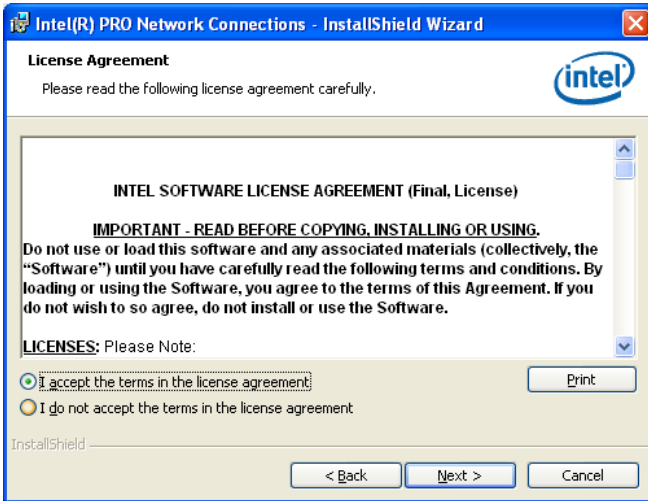 Intel(R) PRO Network Connections - InstallShield Wizard
License Agreement
Please read the following license agreement carefully.
intel
INTEL SOFTWARE LICENSE AGREEMENT (Final, License)
IMPORTANT - READ BEFORE COPYING, INSTALLING OR USING.
Do not use or load this software and any associated materials (collectively, the
“Software”) until you have carefully read the following terms and conditions. By
loading or using the Software, you agree to the terms of this Agreement. If you
do not wish to so agree, do not install or use the Software.
LICENSES: Please Note:
I accept the terms in the license agreement
Print
I do not accept the terms in the license agreement
InstallShield
< Back
Next >
Cancel